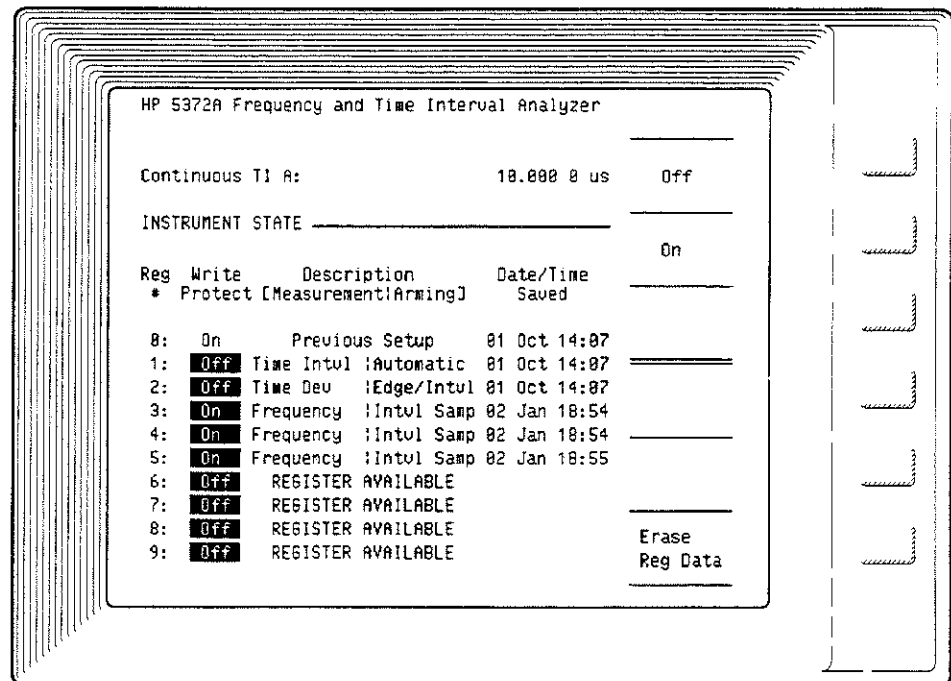 HP 5372A Frequency and Time Interval Analyzer
Continuous TI A: 10.000 0 us
Off
INSTRUMENT STATE
On
Reg Write Description Date/Time
# Protect [Measurement¦Arming] Saved
0: On Previous Setup 01 Oct 14:07
1: Off Time Intvl ¦Automatic 01 Oct 14:07
2: Off Time Dev ¦Edge/Intvl 01 Oct 14:07
3: On Frequency ¦Intvl Samp 02 Jan 18:54
4: On Frequency ¦Intvl Samp 02 Jan 18:54
5: On Frequency ¦Intvl Samp 02 Jan 18:55
6: Off REGISTER AVAILABLE
7: Off REGISTER AVAILABLE
8: Off REGISTER AVAILABLE
9: Off REGISTER AVAILABLE
Erase
Reg Data